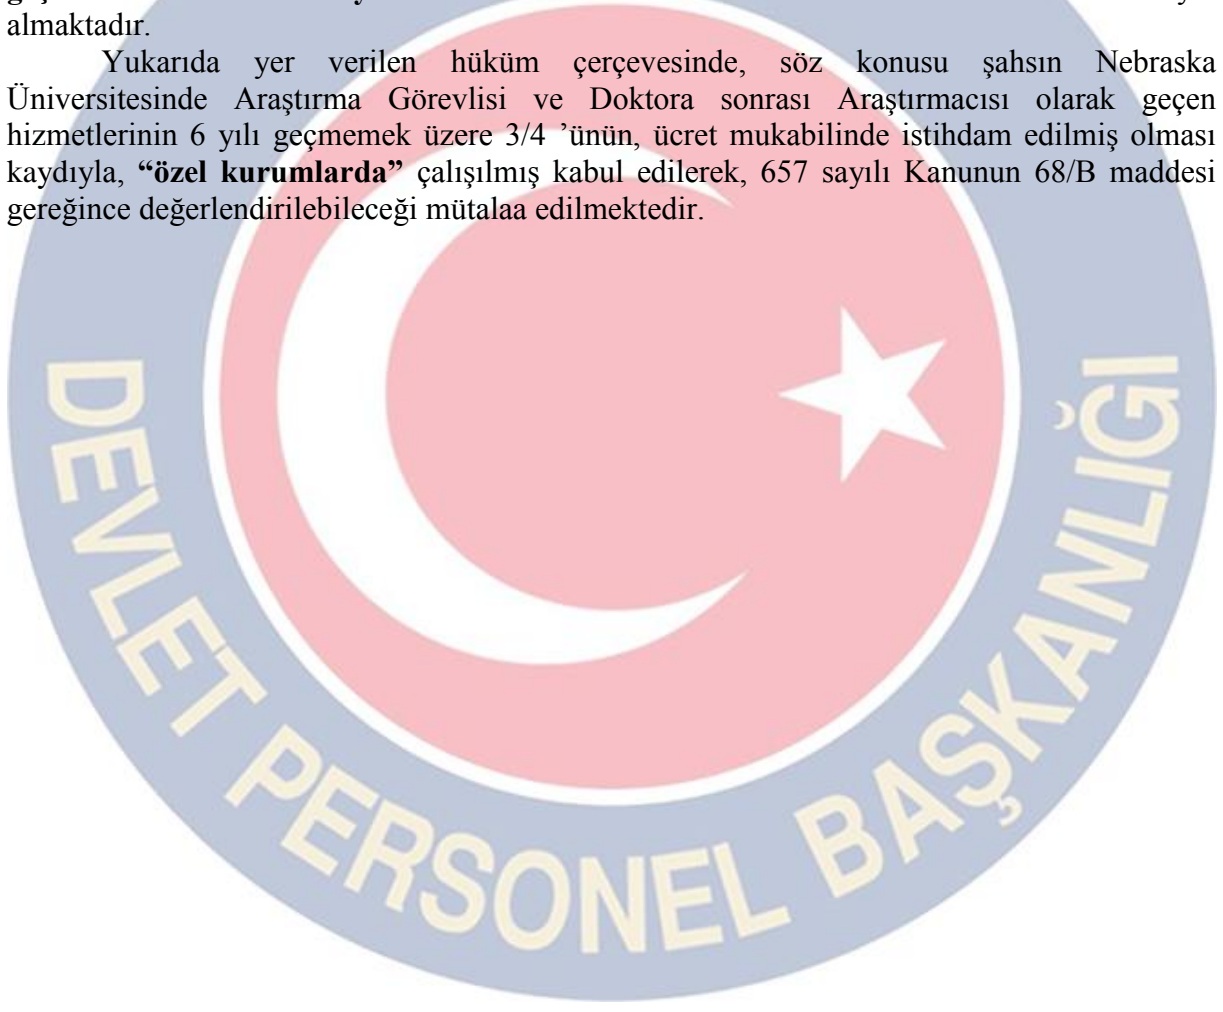 almaktadır.
Yukarıda yer verilen hüküm çerçevesinde, söz konusu şahsın Nebraska
Üniversitesinde Araştırma Görevlisi ve Doktora sonrası Araştırmacısı olarak geçen
hizmetlerinin 6 yılı geçmemek üzere 3/4 ’ünün, ücret mukabilinde istihdam edilmiş olması
kaydıyla, “özel kurumlarda” çalışılmış kabul edilerek, 657 sayılı Kanunun 68/B maddesi
gereğince değerlendirilebileceği mütalaa edilmektedir.
DEVLET PERSONEL BAŞKANLIĞI